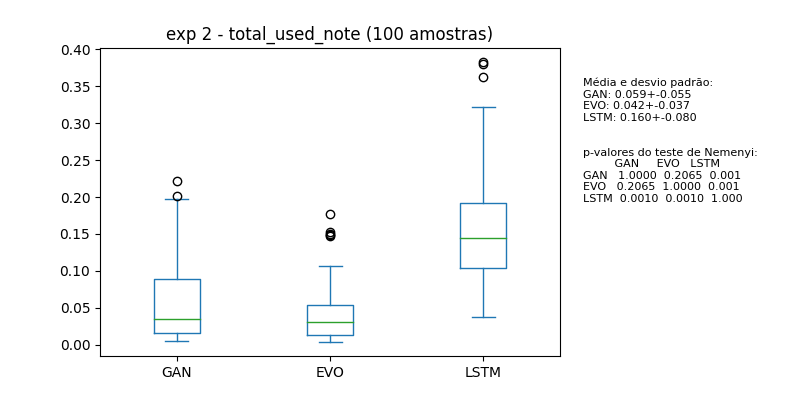 exp 2 - total_used_note (100 amostras)
0.40
0.35
0.30
0.25
0.20
0.15
0.10
0.05
0.00
GAN EVO LSTM
Média e desvio padrão:
GAN: 0.059+-0.055
EVO: 0.042+-0.037
LSTM: 0.160+-0.080
p-valores do teste de Nemenyi:
GAN EVO LSTM
GAN 1.0000 0.2065 0.001
EVO 0.2065 1.0000 0.001
LSTM 0.0010 0.0010 1.000